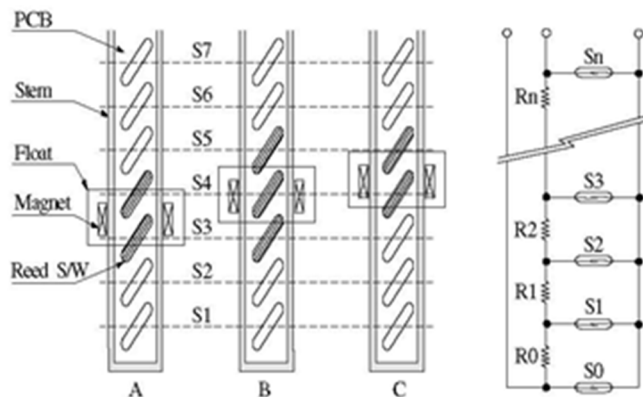 PCB
Stem
Float
Magnet
Reed S/W
S7
S6
S5
S4
S3
S2
S1
A
B
C
Sn
Rn
S3
R2
S2
R1
S1
R0
S0